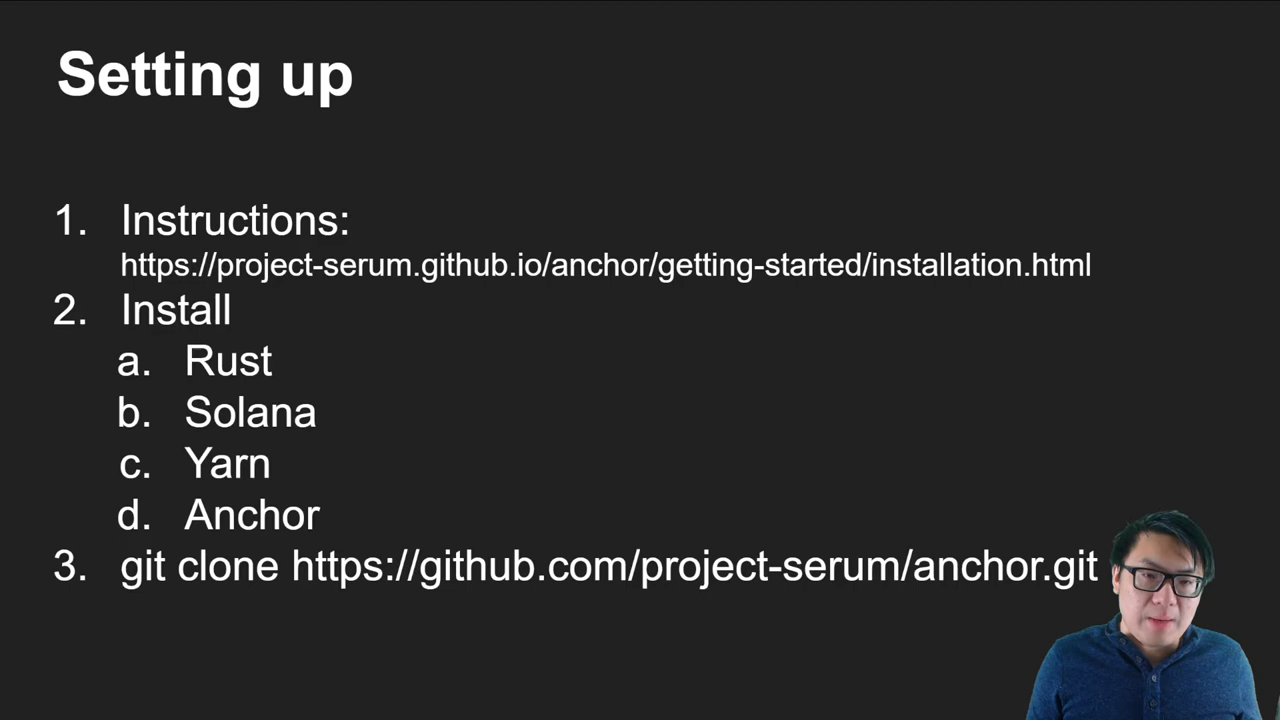 Setting up
1. Instructions:
https://project-serum.github.io/anchor/getting-started/installation.html
2. Install
a. Rust
b. Solana
c. Yarn
d. Anchor
3. git clone https://github.com/project-serum/anchor.git